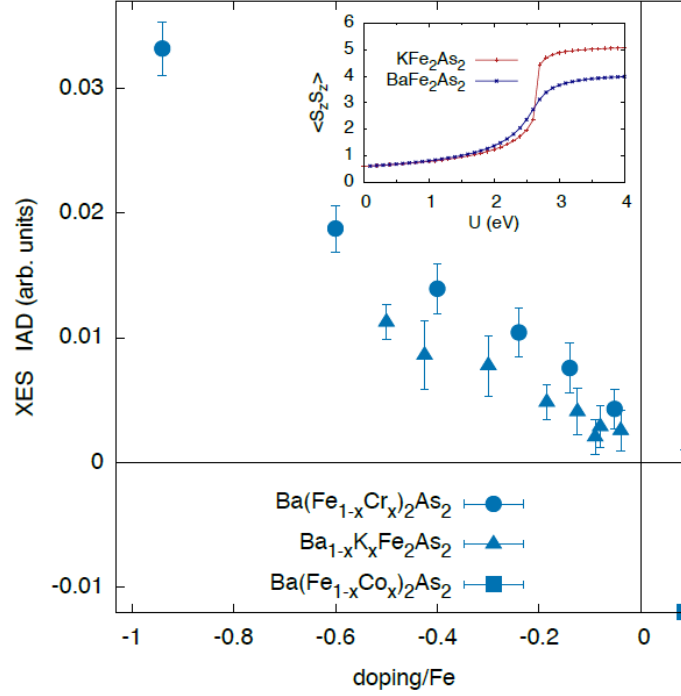 0.03
0.02
0.01
0
-0.01
XES IAD (arb. units)
-1 -0.8 -0.6 -0.4 -0.2 0
doping/Fe
6
5
4
3
2
1
0
<SzSz>
KFe2As2
BaFe2As2
0 1 2 3 4
U (eV)
Ba(Fe1-xCrx)2As2
Ba1-xKxFe2As2
Ba(Fe1-xCox)2As2